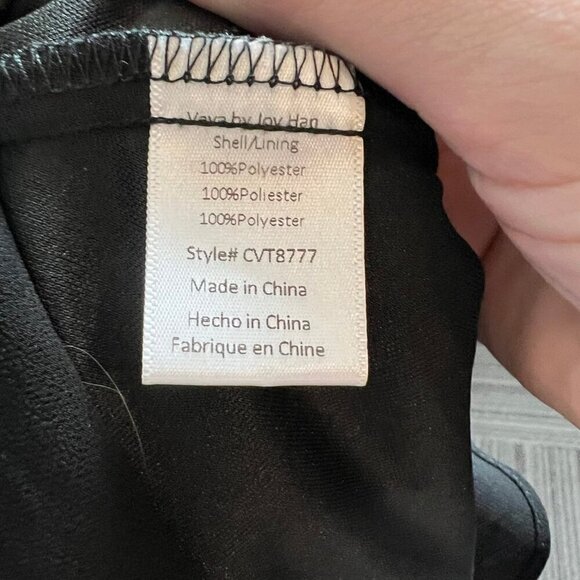 Vava by Joy Han
Shell/Lining
100%Polyester
100%Poliester
100%Polyester
Style# CVT8777
Made in China
Hecho in China
Fabrique en Chine